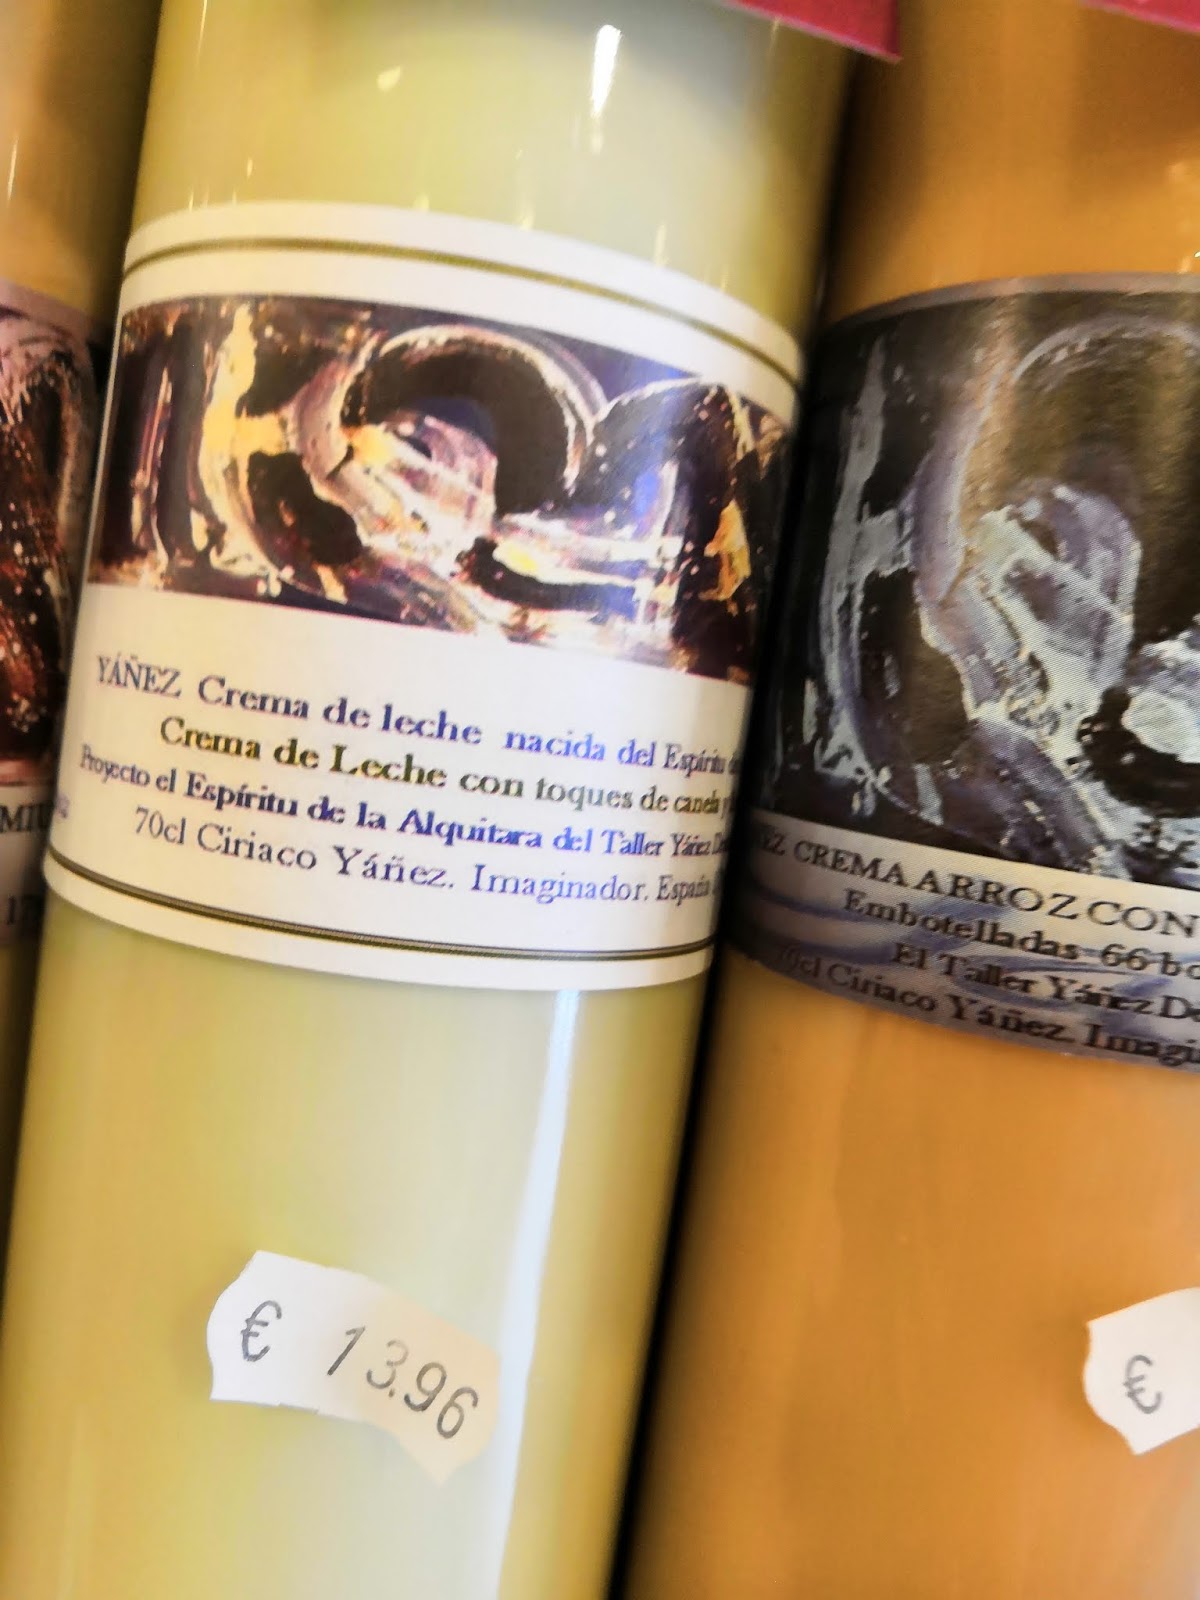 YÁÑEZ Crema de leche nacida del Espíritu
Crema de Leche con toques de canela y
Proyecto el Espíritu de la Alquitara del Taller Yáñez
70cl Ciriaco Yáñez. Imaginador. España
€ 13.96
CREMA ARROZ CON
Embotelladas 66
El Taller Yáñez
Ciriaco Yáñez.
€